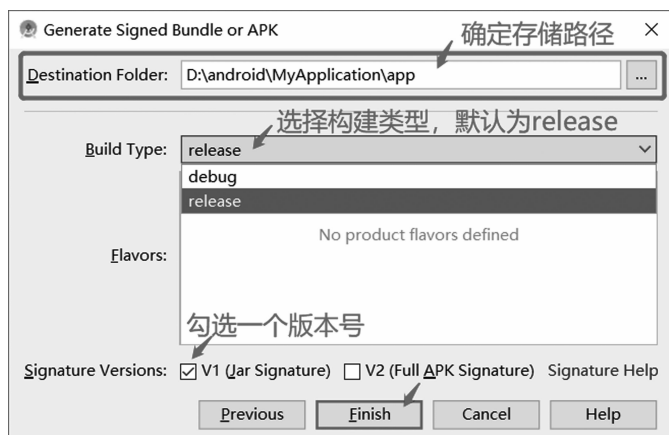 Generate Signed Bundle or APK
确定存储路径
Destination Folder: D:\android\MyApplication\app ...
选择构建类型，默认为release
Build Type: release
debug
release
No product flavors defined
Flavors:
勾选一个版本号
Signature Versions: V1 (Jar Signature) V2 (Full APK Signature) Signature Help
Previous Finish Cancel Help